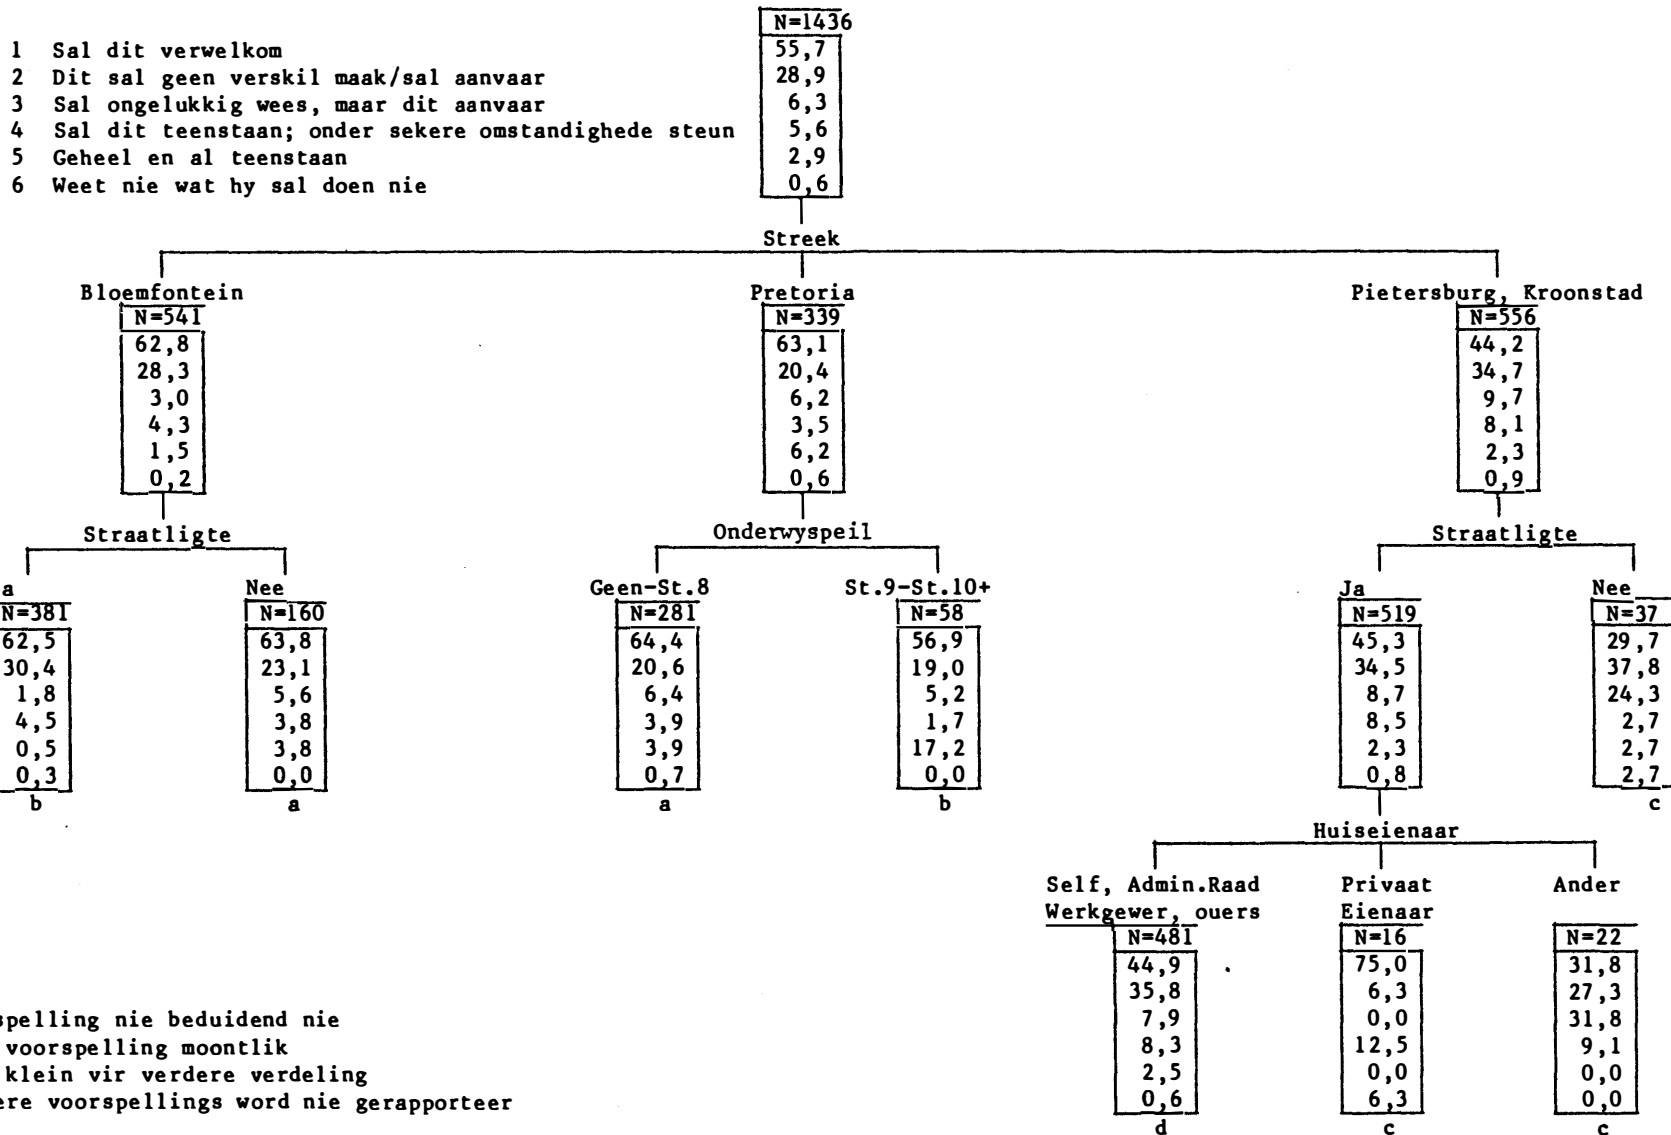 N=1436
1 Sal dit verwelkom 55,7
2 Dit sal geen verskil maak/sal aanvaar 28,9
3 Sal ongelukkig wees, maar dit aanvaar 6,3
4 Sal dit teenstaan; onder sekere omstandighede steun 5,6
5 Geheel en al teenstaan 2,9
6 Weet nie wat hy sal doen nie 0,6
Streek
Bloemfontein
N=541
62,8
28,3
3,0
4,3
1,5
0,2
Pretoria
N=339
63,1
20,4
6,2
3,5
6,2
0,6
Pietersburg, Kroonstad
N=556
44,2
34,7
9,7
8,1
2,3
0,9
Straatligte
a
N=381
62,5
30,4
1,8
4,5
0,5
0,3
b
Nee
N=160
63,8
23,1
5,6
3,8
3,8
0,0
a
Onderwyspeil
Geen-St.8
N=281
64,4
20,6
6,4
3,9
3,9
0,7
a
St.9-St.10+
N=58
56,9
19,0
5,2
1,7
17,2
0,0
b
Straatligte
Ja
N=519
45,3
34,5
8,7
8,5
2,3
0,8
Nee
N=37
29,7
37,8
24,3
2,7
2,7
2,7
c
Huiseienaar
Self, Admin.Raad
Werkgewer, ouers
N=481
44,9
35,8
7,9
8,3
2,5
0,6
d
Privaat
Eienaar
N=16
75,0
6,3
0,0
12,5
0,0
6,3
c
Ander
N=22
31,8
27,3
31,8
9,1
0,0
0,0
c
spelling nie beduidend nie
voorspelling moontlik
klein vir verdere verdeling
ere voorspellings word nie gerapporteer